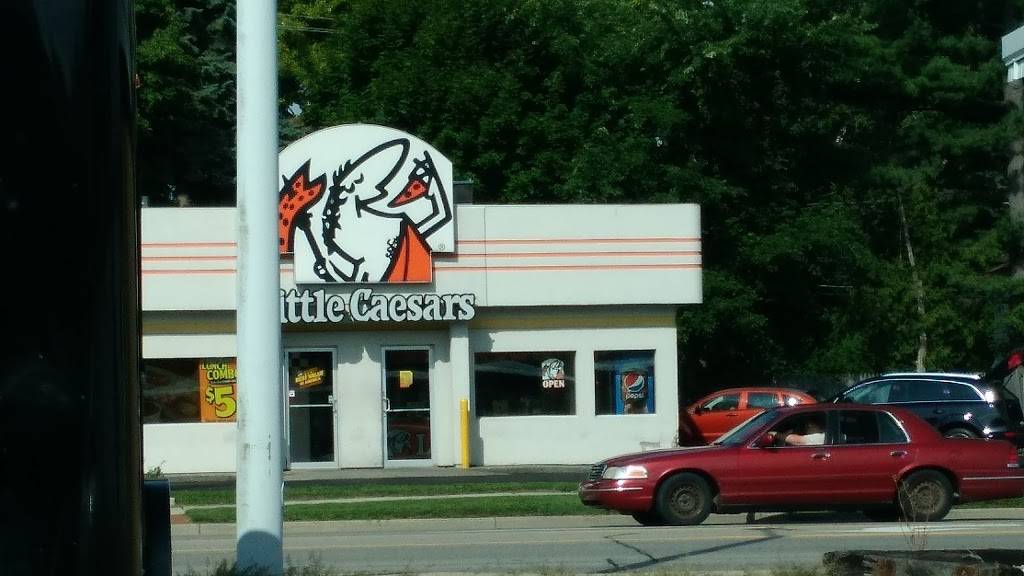 ittle Caesars
LUNCH
COMBO
$5
OPEN
pepsi